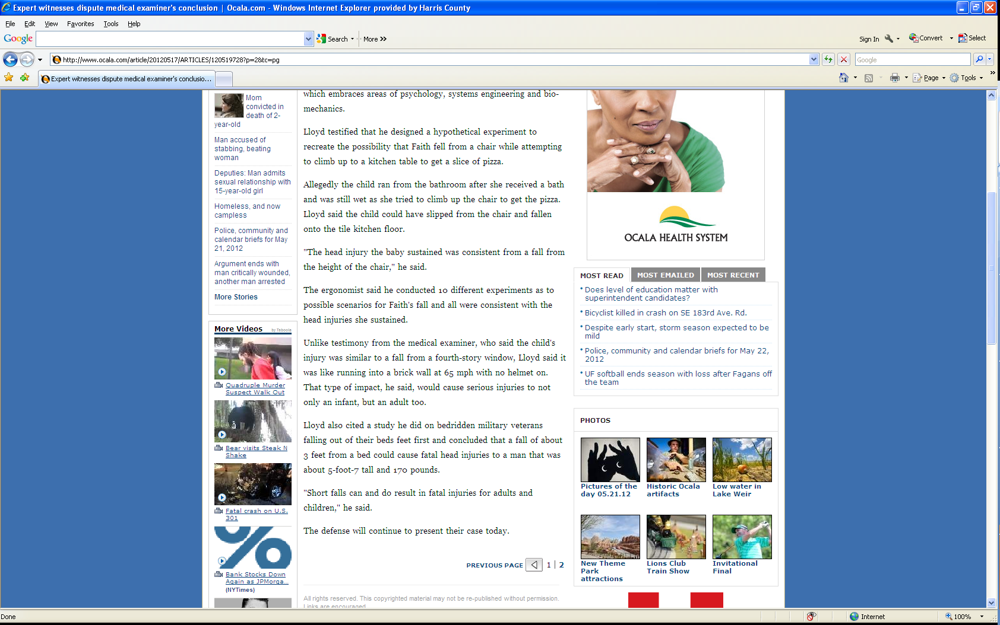 Expert witnesses dispute medical examiner's conclusion | Ocala.com - Windows Internet Explorer provided by Harris County
File Edit View Favorites Tools Help
Google Search More »
Sign In Convert Select
http://www.ocala.com/article/20120517/ARTICLES/120519728?p=2&tc=pg
Google
Expert witnesses dispute medical examiner's conclusio...
Page Tools »
Mom
convicted in
death of 2-
year-old
Man accused of
stabbing, beating
woman
Deputies: Man admits
sexual relationship with
15-year-old girl
Homeless, and now
campless
Police, community and
calendar briefs for May
21, 2012
Argument ends with
man critically wounded,
another man arrested
More Stories
More Videos by Taboola
Quadruple Murder
Suspect Walk Out
Bear visits Steak N
Shake
Fatal crash on U.S.
301
%
Bank Stocks Down
Again as JPMorga...
(NYTimes)
which embraces areas of psychology, systems engineering and bio-
mechanics.
Lloyd testified that he designed a hypothetical experiment to
recreate the possibility that Faith fell from a chair while attempting
to climb up to a kitchen table to get a slice of pizza.
Allegedly the child ran from the bathroom after she received a bath
and was still wet as she tried to climb up the chair to get the pizza.
Lloyd said the child could have slipped from the chair and fallen
onto the tile kitchen floor.
"The head injury the baby sustained was consistent from a fall from
the height of the chair," he said.
The ergonomist said he conducted 10 different experiments as to
possible scenarios for Faith's fall and all were consistent with the
head injuries she sustained.
Unlike testimony from the medical examiner, who said the child's
injury was similar to a fall from a fourth-story window, Lloyd said it
was like running into a brick wall at 65 mph with no helmet on.
That type of impact, he said, would cause serious injuries to not
only an infant, but an adult too.
Lloyd also cited a study he did on bedridden military veterans
falling out of their beds feet first and concluded that a fall of about
3 feet from a bed could cause fatal head injuries to a man that was
about 5-foot-7 tall and 170 pounds.
"Short falls can and do result in fatal injuries for adults and
children," he said.
The defense will continue to present their case today.
PREVIOUS PAGE 1 | 2
All rights reserved. This copyrighted material may not be re-published without permission.
Links are encouraged.
OCALA HEALTH SYSTEM
MOST READ MOST EMAILED MOST RECENT
• Does level of education matter with
superintendent candidates?
• Bicyclist killed in crash on SE 183rd Ave. Rd.
• Despite early start, storm season expected to be
mild
• Police, community and calendar briefs for May 22,
2012
• UF softball ends season with loss after Fagans off
the team
PHOTOS
Pictures of the
day 05.21.12
Historic Ocala
artifacts
Low water in
Lake Weir
New Theme
Park
attractions
Lions Club
Train Show
Invitational
Final
Done
Internet
100%